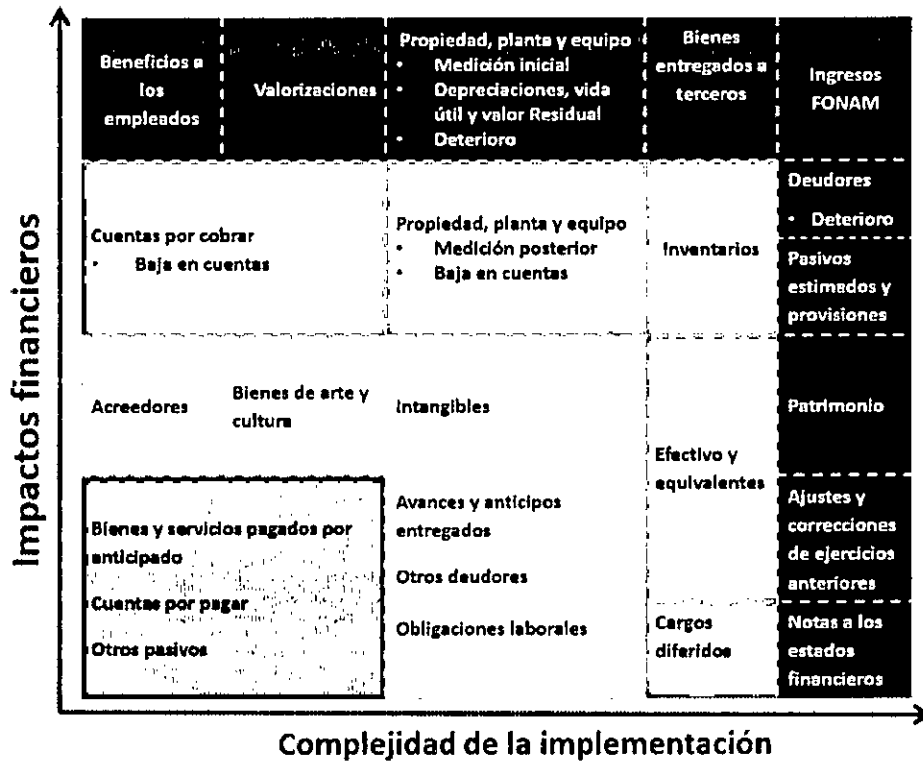 Impactos financieros
Beneficios a
los
empleados
Valorizaciones
Propiedad, planta y equipo
• Medición inicial
• Depreciaciones, vida
útil y valor Residual
• Deterioro
Bienes
entregados a
terceros
Ingresos
FONAM
Cuentas por cobrar
• Baja en cuentas
Propiedad, planta y equipo
• Medición posterior
• Baja en cuentas
Inventarios
Deudores
• Deterioro
Pasivos
estimados y
provisiones
Acreedores
Bienes de arte y
cultura
Intangibles
Efectivo y
equivalentes
Patrimonio
Bienes y servicios pagados por
anticipado
Cuentas por pagar
Otros pasivos
Avances y anticipos
entregados
Otros deudores
Obligaciones laborales
Cargos
diferidos
Ajustes y
correcciones
de ejercicios
anteriores
Notas a los
estados
financieros
Complejidad de la implementación